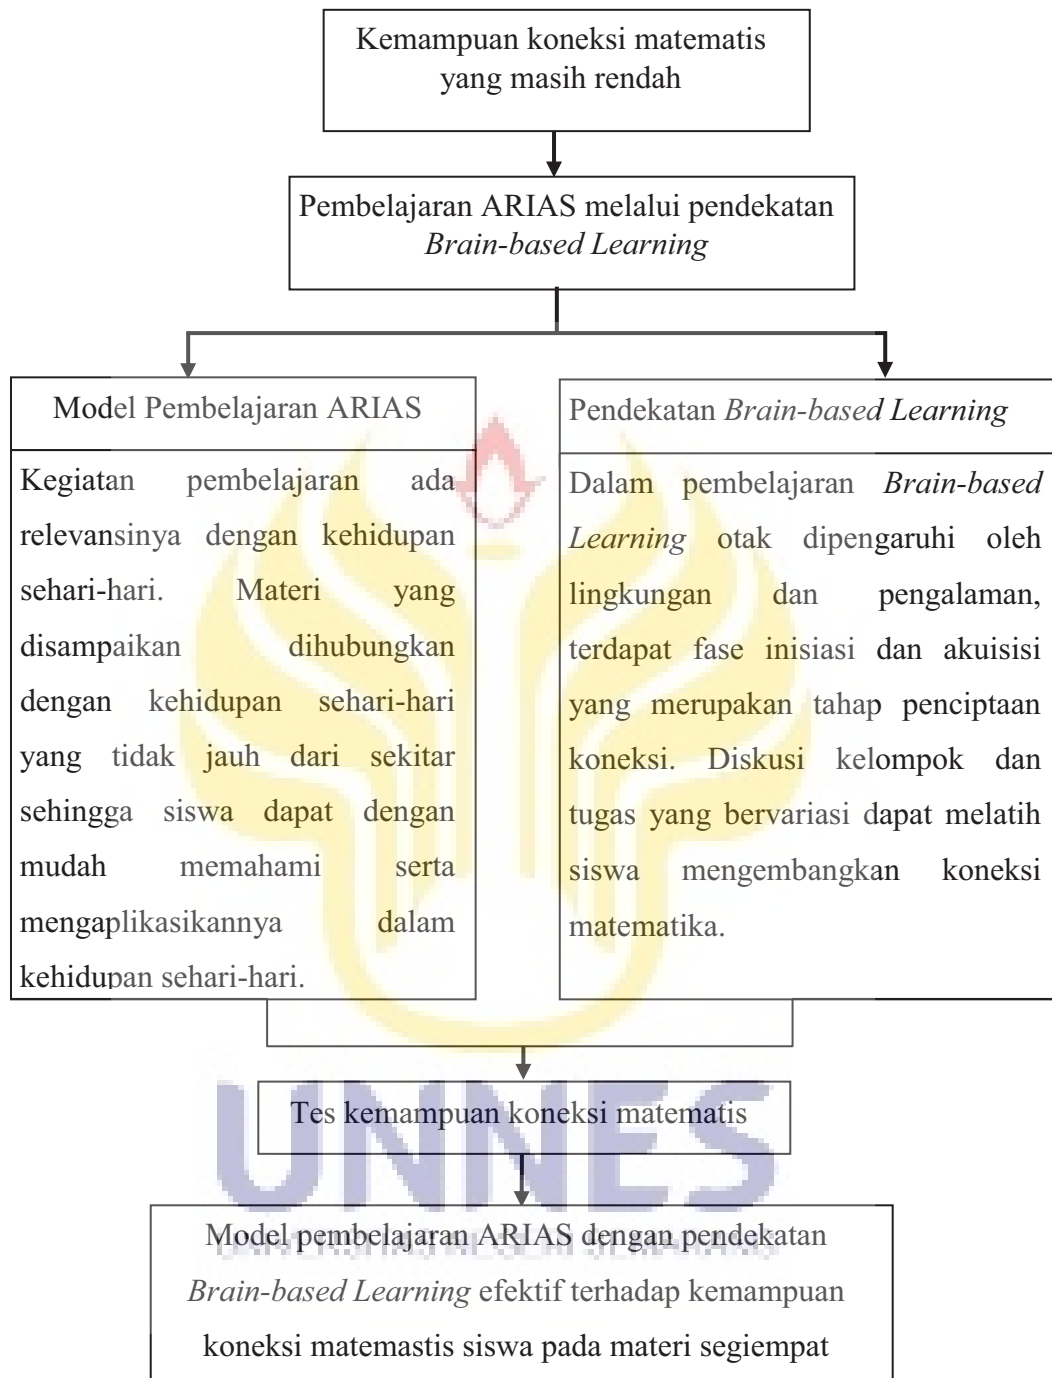 Kemampuan koneksi matematis
yang masih rendah
Pembelajaran ARIAS melalui pendekatan
Brain-based Learning
Model Pembelajaran ARIAS
Kegiatan pembelajaran ada
relevansinya dengan kehidupan
sehari-hari. Materi yang
disampaikan dihubungkan
dengan kehidupan sehari-hari
yang tidak jauh dari sekitar
sehingga siswa dapat dengan
mudah memahami serta
mengaplikasikannya dalam
kehidupan sehari-hari.
Pendekatan Brain-based Learning
Dalam pembelajaran Brain-based
Learning otak dipengaruhi oleh
lingkungan dan pengalaman,
terdapat fase inisiasi dan akuisisi
yang merupakan tahap penciptaan
koneksi. Diskusi kelompok dan
tugas yang bervariasi dapat melatih
siswa mengembangkan koneksi
matematika.
UNNES
Tes kemampuan koneksi matematis
Model pembelajaran ARIAS dengan pendekatan
Brain-based Learning efektif terhadap kemampuan
koneksi matemastis siswa pada materi segiempat